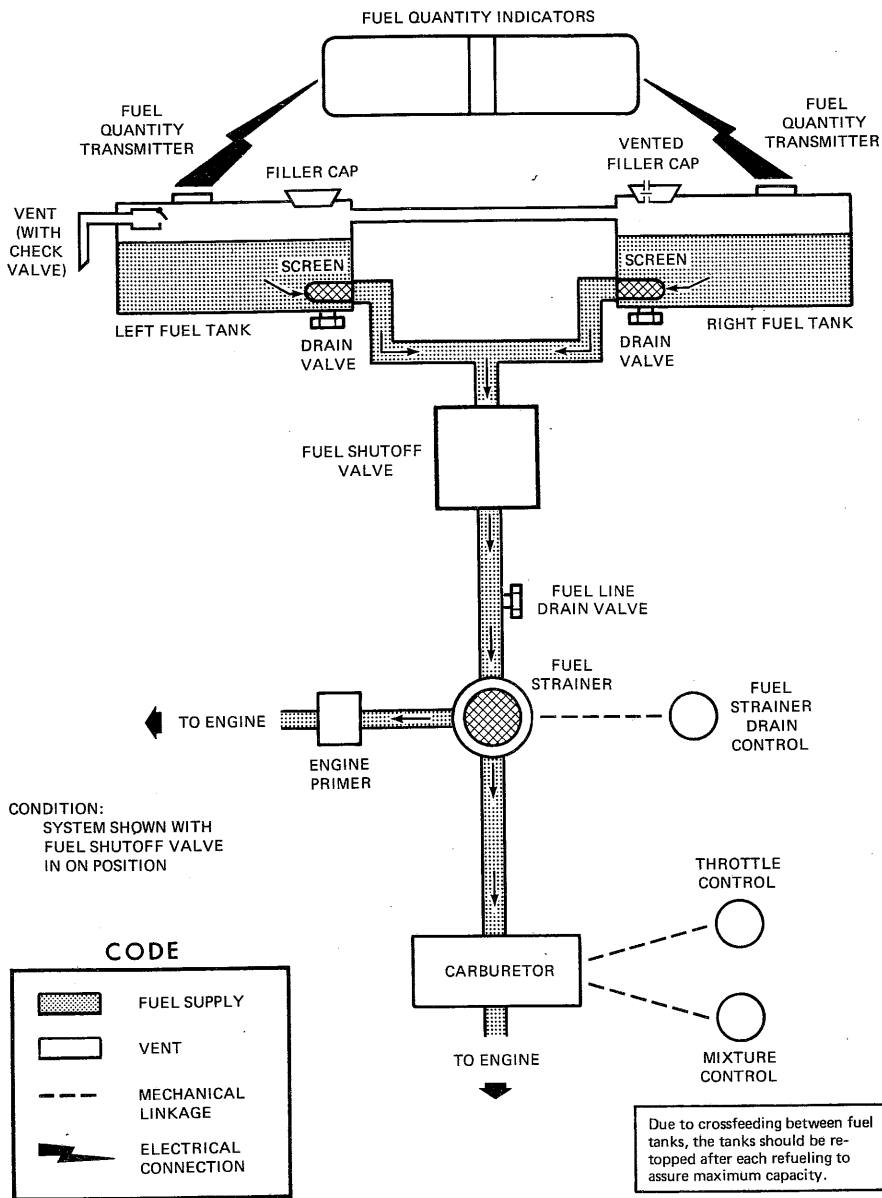 FUEL QUANTITY INDICATORS
FUEL
QUANTITY
TRANSMITTER
FUEL
QUANTITY
TRANSMITTER
FILLER CAP
VENTED
FILLER CAP
VENT
(WITH
CHECK
VALVE)
SCREEN
SCREEN
LEFT FUEL TANK
RIGHT FUEL TANK
DRAIN
VALVE
DRAIN
VALVE
FUEL SHUTOFF
VALVE
FUEL LINE
DRAIN VALVE
FUEL
STRAINER
FUEL
STRAINER
DRAIN
CONTROL
TO ENGINE
ENGINE
PRIMER
CONDITION:
SYSTEM SHOWN WITH
FUEL SHUTOFF VALVE
IN ON POSITION
THROTTLE
CONTROL
CARBURETOR
TO ENGINE
MIXTURE
CONTROL
CODE
FUEL SUPPLY
VENT
MECHANICAL
LINKAGE
ELECTRICAL
CONNECTION
Due to crossfeeding between fuel
tanks, the tanks should be re-
topped after each refueling to
assure maximum capacity.